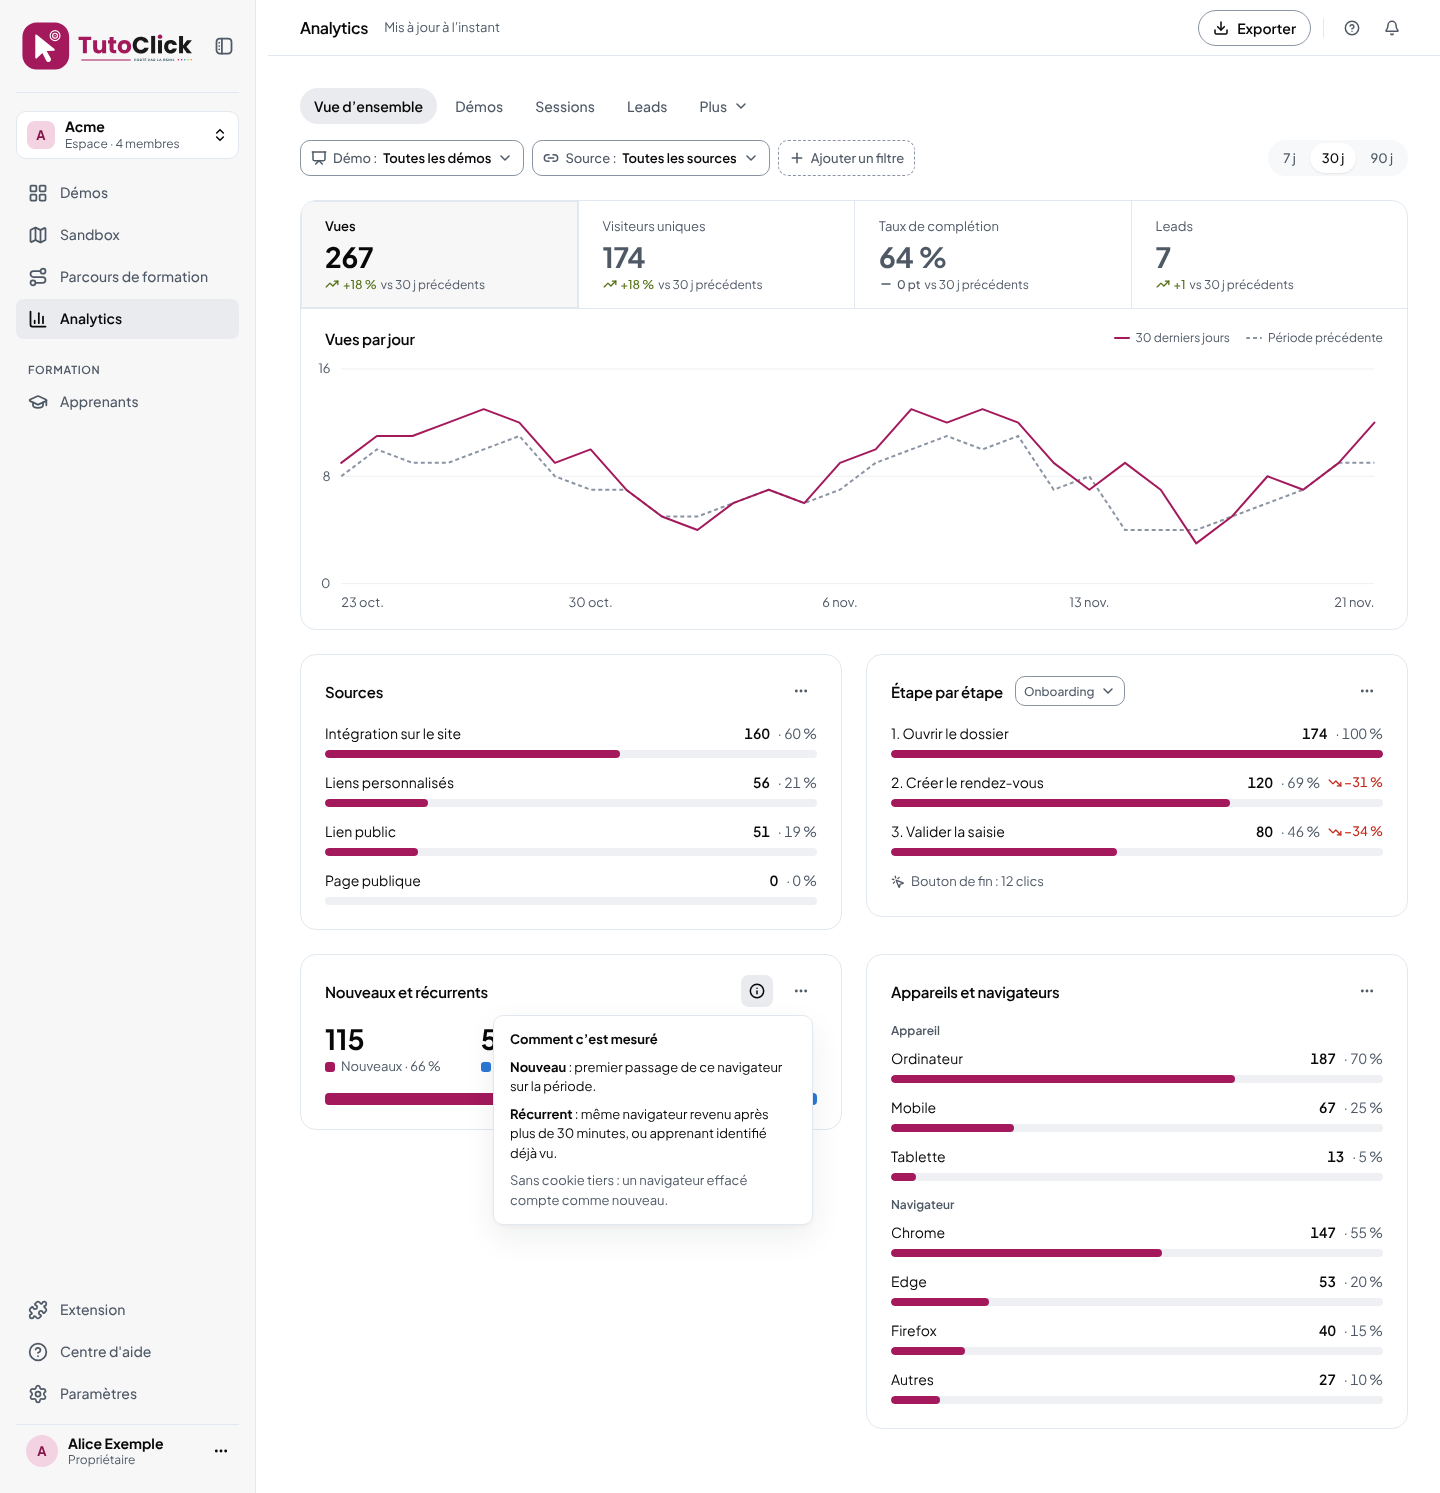 TutoClick
Analytics
Mis à jour à l'instant
Exporter
A
Acme
Espace · 4 membres
Démos
Sandbox
Parcours de formation
Analytics
FORMATION
Apprenants
Vue d’ensemble
Démos
Sessions
Leads
Plus
Démo : Toutes les démos
Source : Toutes les sources
Ajouter un filtre
7 j
30 j
90 j
Vues
267
+18 % vs 30 j précédents
Visiteurs uniques
174
+18 % vs 30 j précédents
Taux de complétion
64 %
0 pt vs 30 j précédents
Leads
7
+1 vs 30 j précédents
Vues par jour
30 derniers jours
Période précédente
16
8
0
23 oct.
30 oct.
6 nov.
13 nov.
21 nov.
Sources
Intégration sur le site 160 · 60 %
Liens personnalisés 56 · 21 %
Lien public 51 · 19 %
Page publique 0 · 0 %
Étape par étape
Onboarding
1. Ouvrir le dossier 174 · 100 %
2. Créer le rendez-vous 120 · 69 % −31 %
3. Valider la saisie 80 · 46 % −34 %
Bouton de fin : 12 clics
Nouveaux et récurrents
115
5
Nouveaux · 66 %
Comment c’est mesuré
Nouveau : premier passage de ce navigateur
sur la période.
Récurrent : même navigateur revenu après
plus de 30 minutes, ou apprenant identifié
déjà vu.
Sans cookie tiers : un navigateur effacé
compte comme nouveau.
Appareils et navigateurs
Appareil
Ordinateur 187 · 70 %
Mobile 67 · 25 %
Tablette 13 · 5 %
Navigateur
Chrome 147 · 55 %
Edge 53 · 20 %
Firefox 40 · 15 %
Autres 27 · 10 %
Extension
Centre d'aide
Paramètres
A
Alice Exemple
Propriétaire